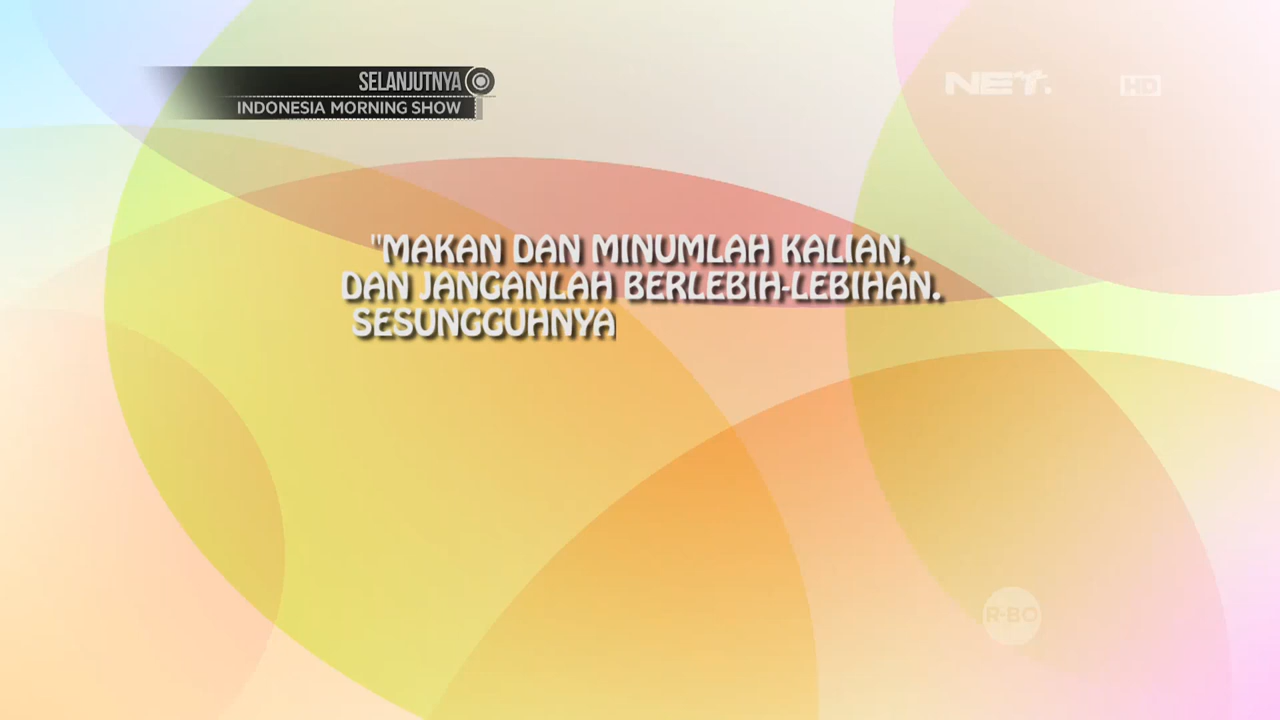 SELANJUTNYA
INDONESIA MORNING SHOW
NET.
HD
"MAKAN DAN MINUMLAH KALIAN,
DAN JANGANLAH BERLEBIH-LEBIHAN.
SESUNGGUHNYA
R-BO